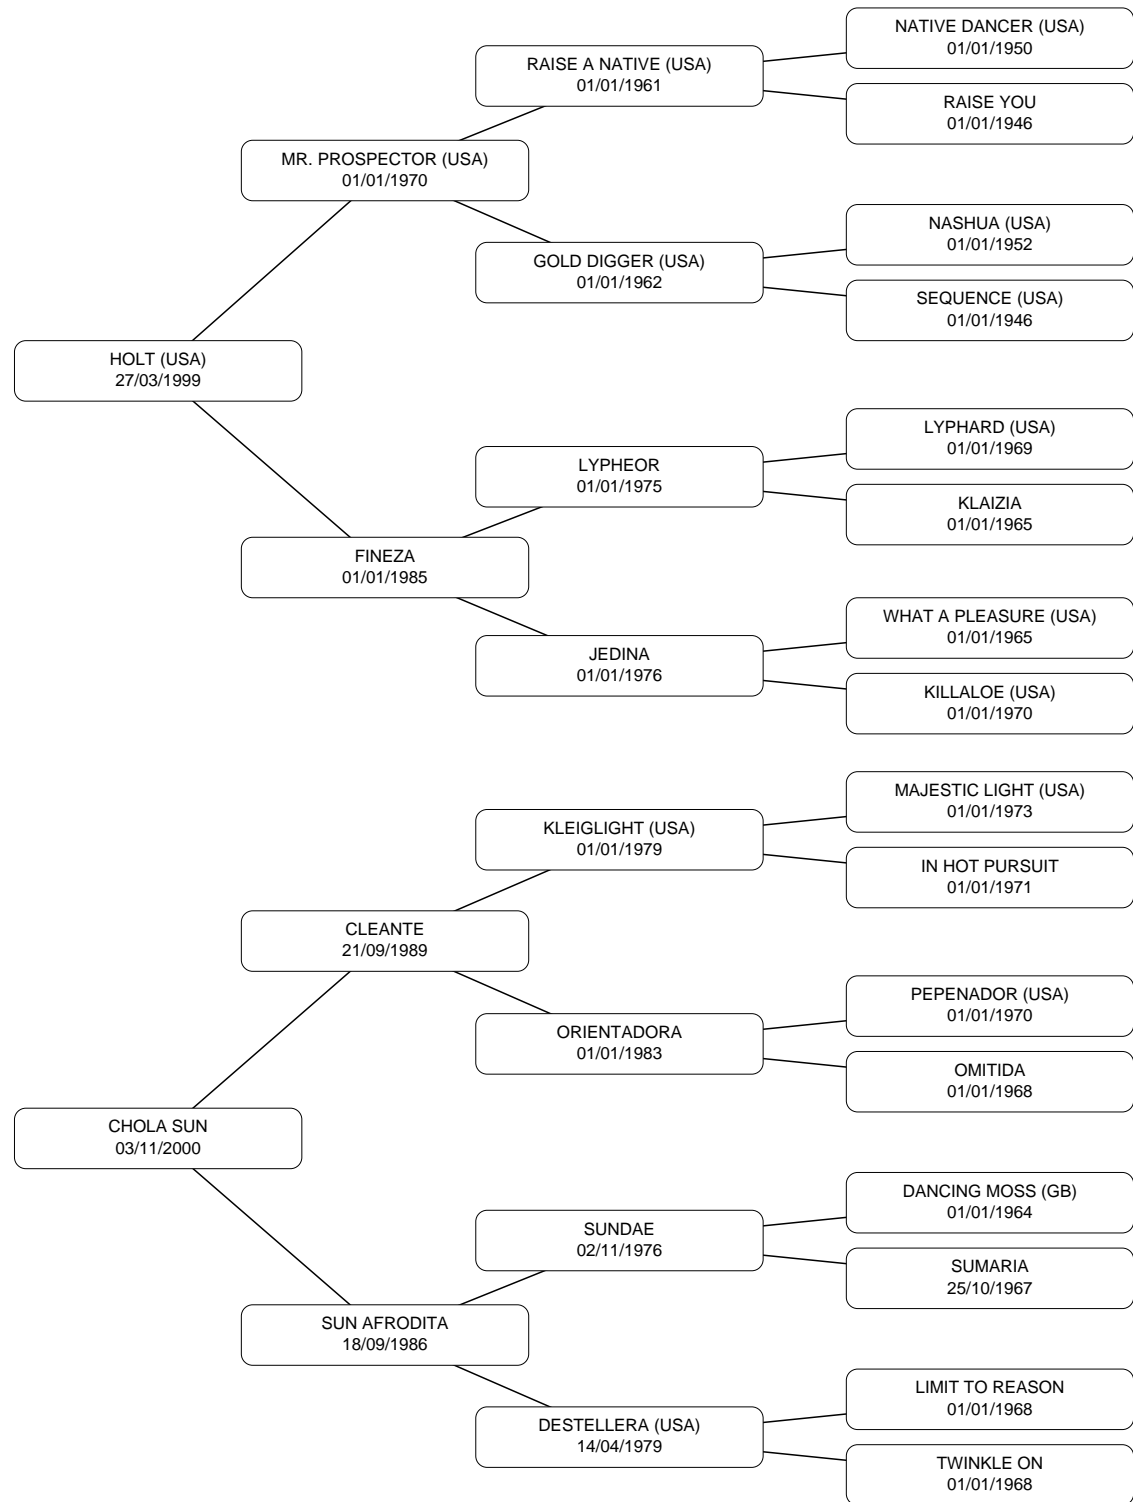 NATIVE DANCER (USA)
01/01/1950
RAISE A NATIVE (USA)
01/01/1961
RAISE YOU
01/01/1946
MR. PROSPECTOR (USA)
01/01/1970
NASHUA (USA)
01/01/1952
GOLD DIGGER (USA)
01/01/1962
SEQUENCE (USA)
01/01/1946
HOLT (USA)
27/03/1999
LYPHARD (USA)
01/01/1969
LYPHEOR
01/01/1975
KLAIZIA
01/01/1965
FINEZA
01/01/1985
WHAT A PLEASURE (USA)
01/01/1965
JEDINA
01/01/1976
KILLALOE (USA)
01/01/1970
MAJESTIC LIGHT (USA)
01/01/1973
KLEIGLIGHT (USA)
01/01/1979
IN HOT PURSUIT
01/01/1971
CLEANTE
21/09/1989
PEPENADOR (USA)
01/01/1970
ORIENTADORA
01/01/1983
OMITIDA
01/01/1968
CHOLA SUN
03/11/2000
DANCING MOSS (GB)
01/01/1964
SUNDAE
02/11/1976
SUMARIA
25/10/1967
SUN AFRODITA
18/09/1986
LIMIT TO REASON
01/01/1968
DESTELLERA (USA)
14/04/1979
TWINKLE ON
01/01/1968